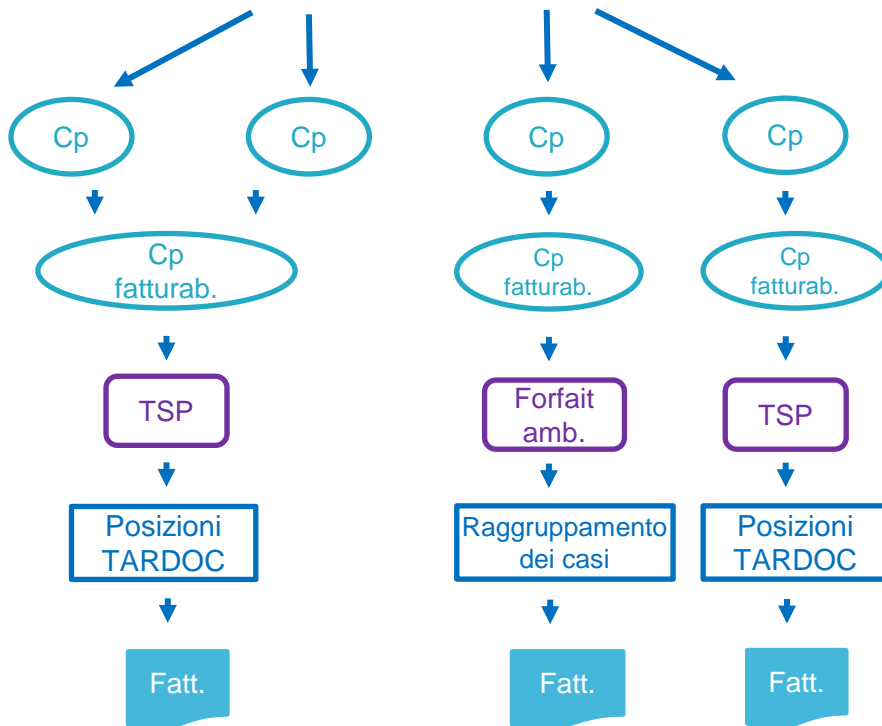 Cp
Cp
Cp
Cp
Cp
fatturab.
Cp
fatturab.
Cp
fatturab.
TSP
Forfait
amb.
TSP
Posizioni
TARDOC
Raggruppamento
dei casi
Posizioni
TARDOC
Fatt.
Fatt.
Fatt.